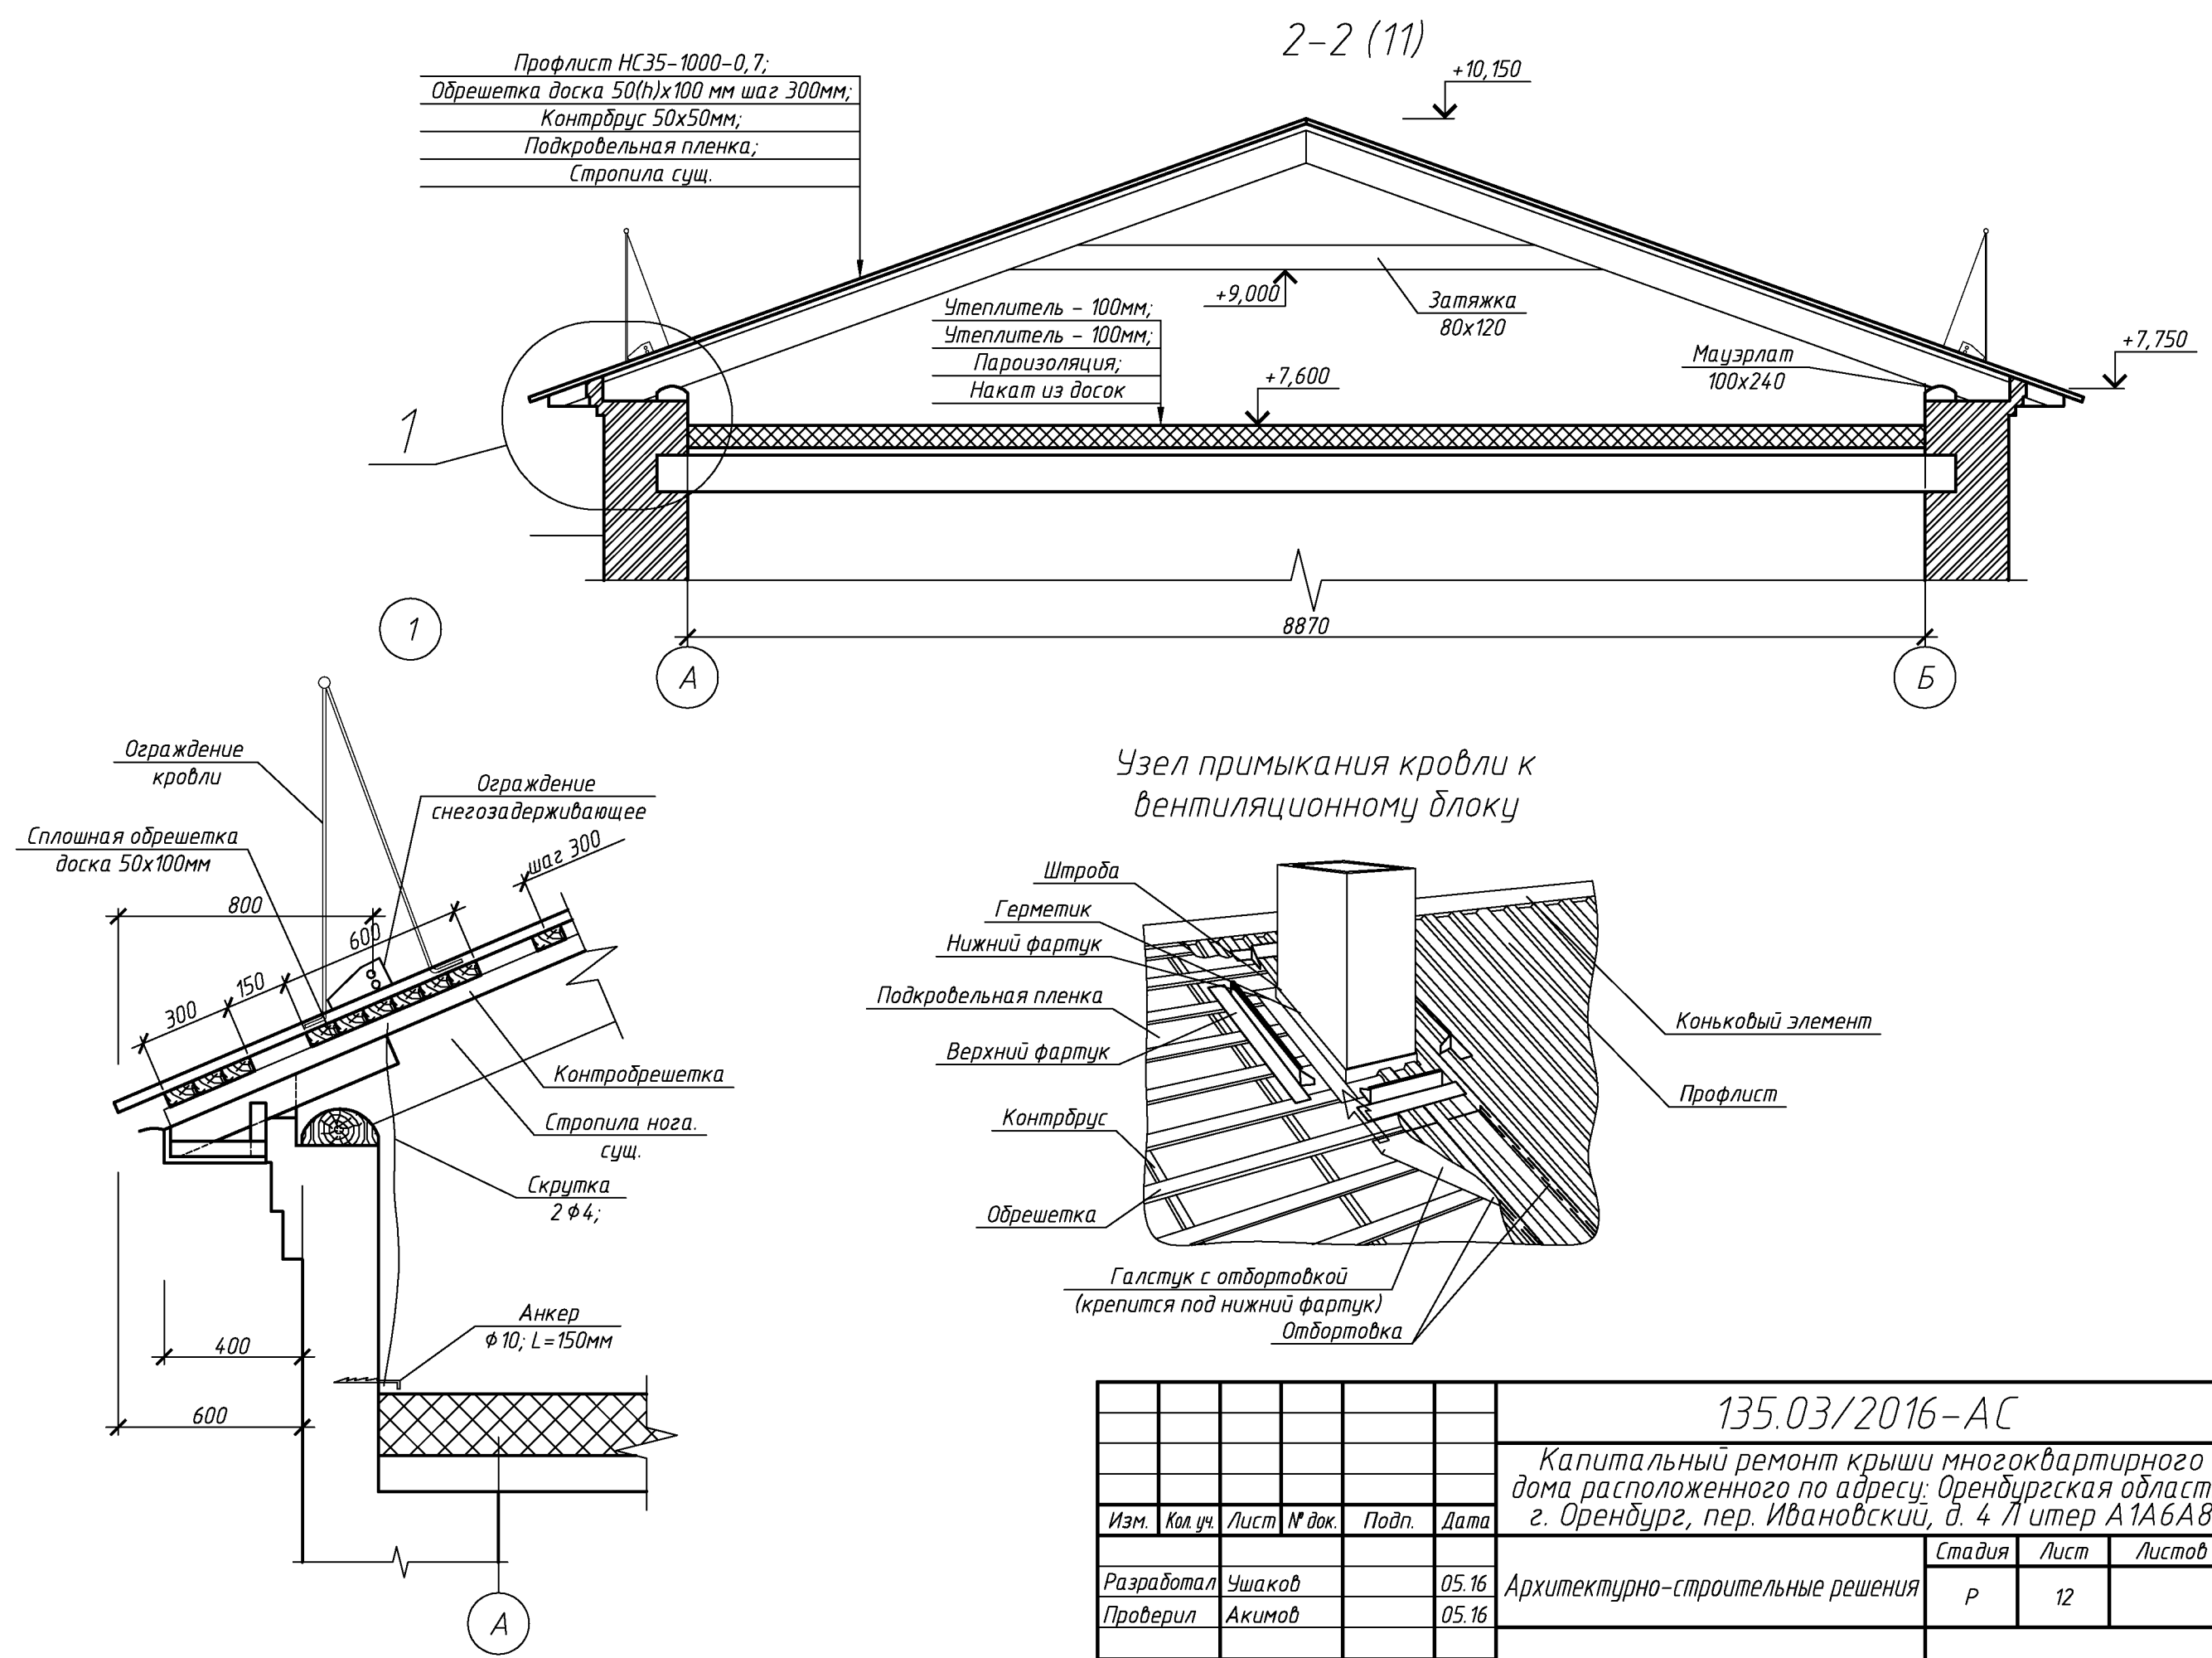 2-2 (11)
Профлист НС35-1000-0,7;
Обрешетка доска 50(h)х100 мм шаг 300мм;
Контрбрус 50х50мм;
Подкровельная пленка;
Стропила сущ.
+10,150
+9,000
Затяжка
80х120
Утеплитель - 100мм;
Утеплитель - 100мм;
Пароизоляция;
Накат из досок
+7,600
Мауэрлат
100х240
+7,750
1
8870
А
Б
1
Ограждение
кровли
Ограждение
снегозадерживающее
Сплошная обрешетка
доска 50х100мм
шаг 300
800
600
150
300
Контробрешетка
Стропила нога.
сущ.
Скрутка
2 ф4;
Анкер
ф10; L=150мм
400
600
А
Узел примыкания кровли к
вентиляционному блоку
Штроба
Герметик
Нижний фартук
Подкровельная пленка
Верхний фартук
Контрбрус
Обрешетка
Коньковый элемент
Профлист
Галстук с отбортовкой
(крепится под нижний фартук)
Отбортовка
135.03/2016-АС
Капитальный ремонт крыши многоквартирного
дома расположенного по адресу: Оренбургская област
г. Оренбург, пер. Ивановский, д. 4 Л итер А1А6А8
Изм. Кол. уч. Лист № док. Подп. Дата
Стадия Лист Листов
Разработал Ушаков 05.16
Архитектурно-строительные решения
Р 12
Проверил Акимов 05.16